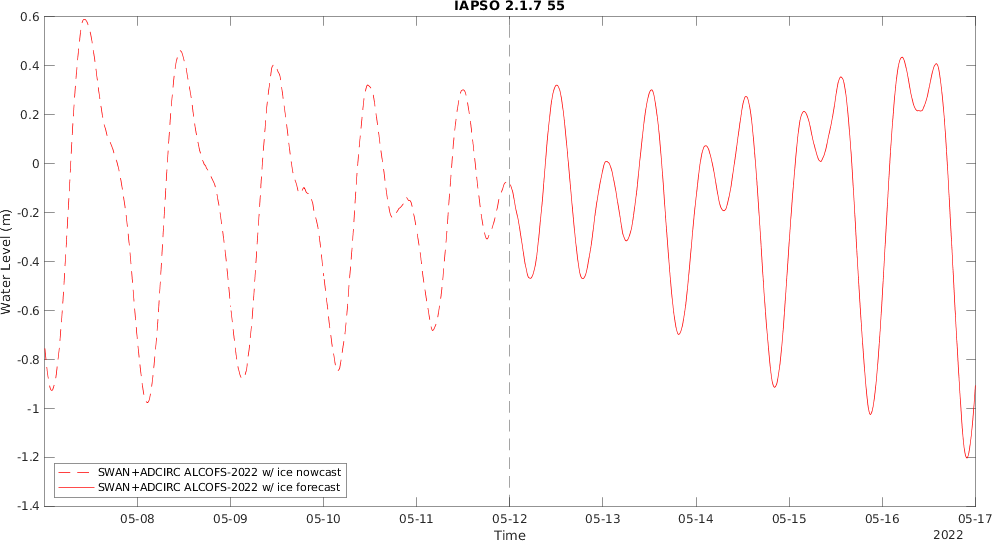 IAPSO 2.1.7 55
0.6
0.4
0.2
0
-0.2
-0.4
-0.6
-0.8
-1
-1.2
-1.4
Water Level (m)
SWAN+ADCIRC ALCOFS-2022 w/ ice nowcast
SWAN+ADCIRC ALCOFS-2022 w/ ice forecast
05-08 05-09 05-10 05-11 05-12 05-13 05-14 05-15 05-16 05-17
Time
2022